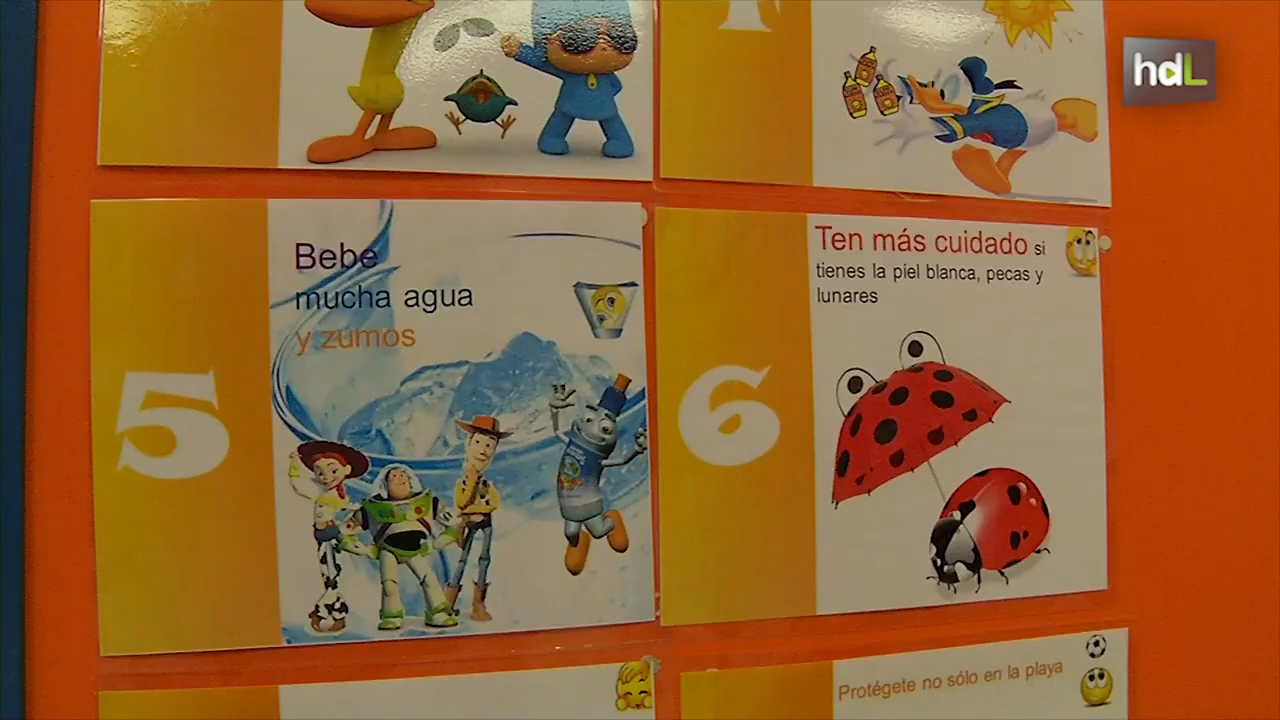 hdL
5
Bebe
mucha agua
y zumos
6
Ten más cuidado si
tienes la piel blanca, pecas y
lunares
Protégete no sólo en la playa